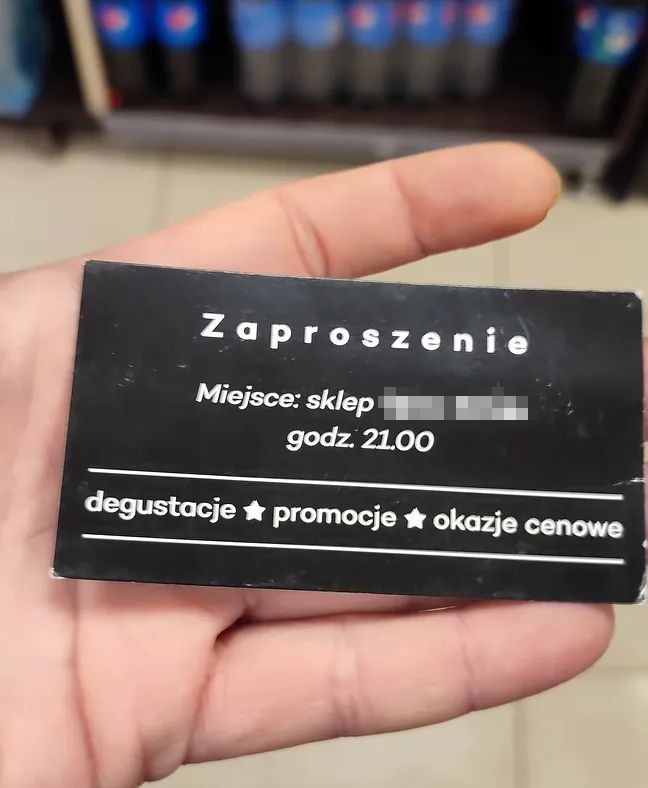 Zaproszenie
Miejsce: sklep
godz. 21.00
degustacje ★ promocje ★ okazje cenowe